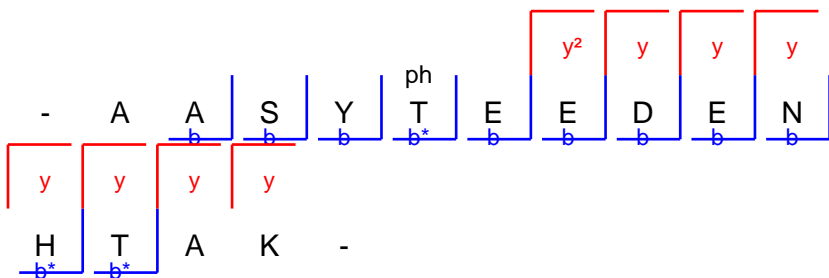 y² y y y
ph
- A A S Y T E E D E N
b b b b* b b b b b
y y y y
H T A K -
b* b*